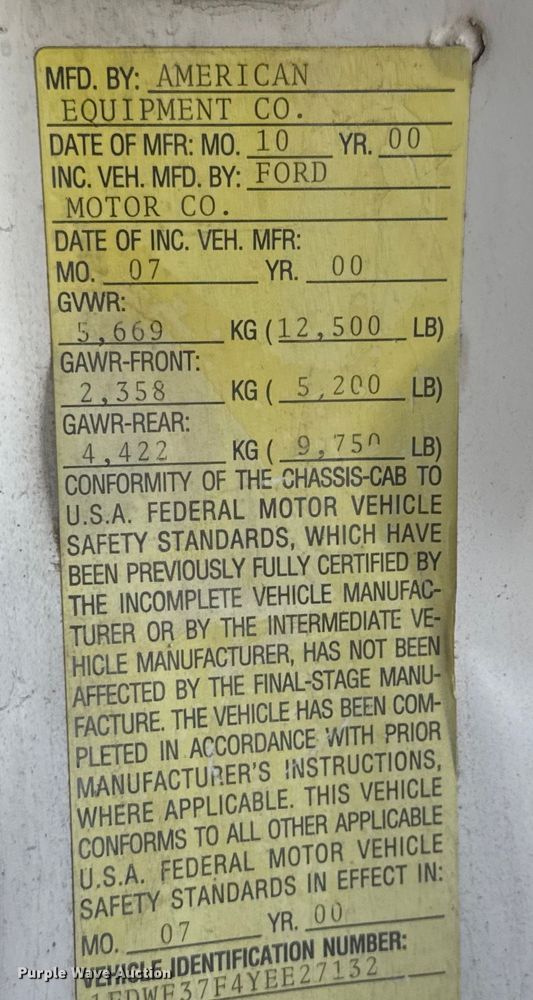 MFD. BY: AMERICAN
EQUIPMENT CO.
DATE OF MFR: MO. 10 YR. 00
INC. VEH. MFD. BY: FORD
MOTOR CO.
DATE OF INC. VEH. MFR:
MO. 07 YR. 00
GVWR:
5,669 KG (12,500 LB)
GAWR-FRONT:
2,358 KG ( 5,200 LB)
GAWR-REAR:
4,422 KG ( 9,750 LB)
CONFORMITY OF THE CHASSIS-CAB TO
U.S.A. FEDERAL MOTOR VEHICLE
SAFETY STANDARDS, WHICH HAVE
BEEN PREVIOUSLY FULLY CERTIFIED BY
THE INCOMPLETE VEHICLE MANUFAC-
TURER OR BY THE INTERMEDIATE VE-
HICLE MANUFACTURER, HAS NOT BEEN
AFFECTED BY THE FINAL-STAGE MANU-
FACTURE. THE VEHICLE HAS BEEN COM-
PLETED IN ACCORDANCE WITH PRIOR
MANUFACTURER'S INSTRUCTIONS,
WHERE APPLICABLE. THIS VEHICLE
CONFORMS TO ALL OTHER APPLICABLE
U.S.A. FEDERAL MOTOR VEHICLE
SAFETY STANDARDS IN EFFECT IN:
MO. 07 YR. 00
VEHICLE IDENTIFICATION NUMBER:
1FDWF37F4YEE27132
Purple Wave Auction